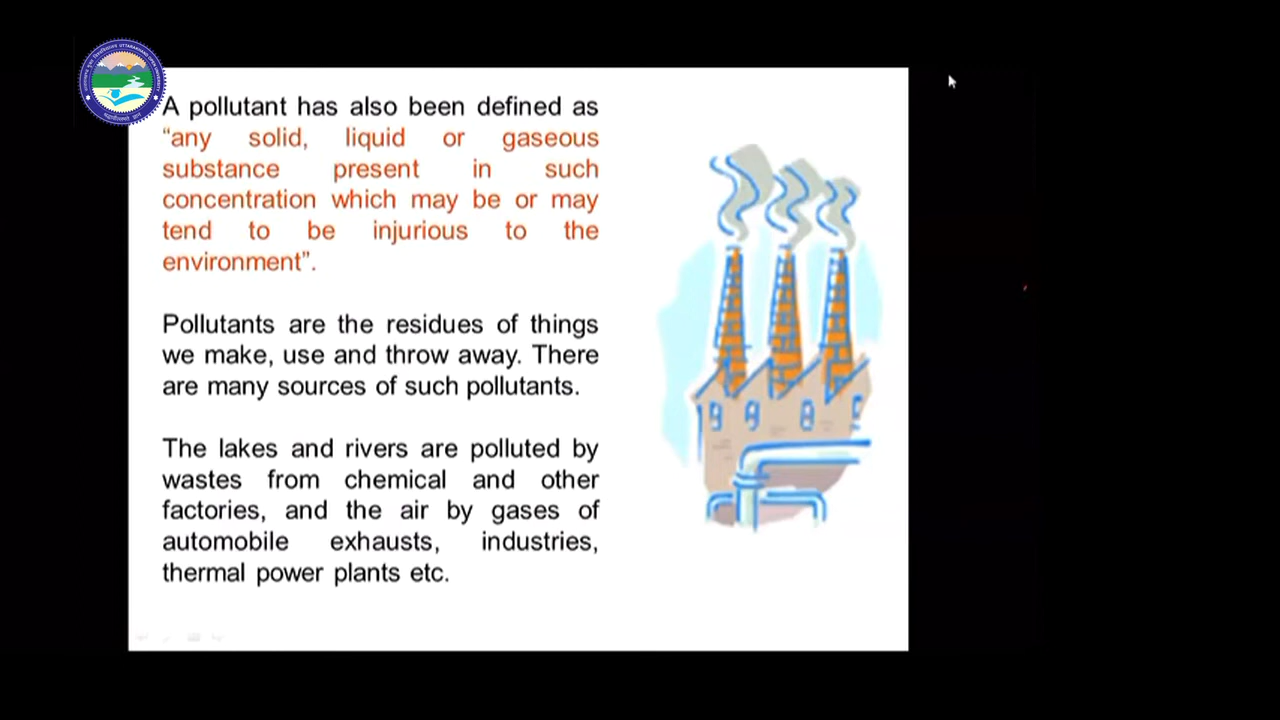 A pollutant has also been defined as
“any solid, liquid or gaseous
substance present in such
concentration which may be or may
tend to be injurious to the
environment”.
Pollutants are the residues of things
we make, use and throw away. There
are many sources of such pollutants.
The lakes and rivers are polluted by
wastes from chemical and other
factories, and the air by gases of
automobile exhausts, industries,
thermal power plants etc.